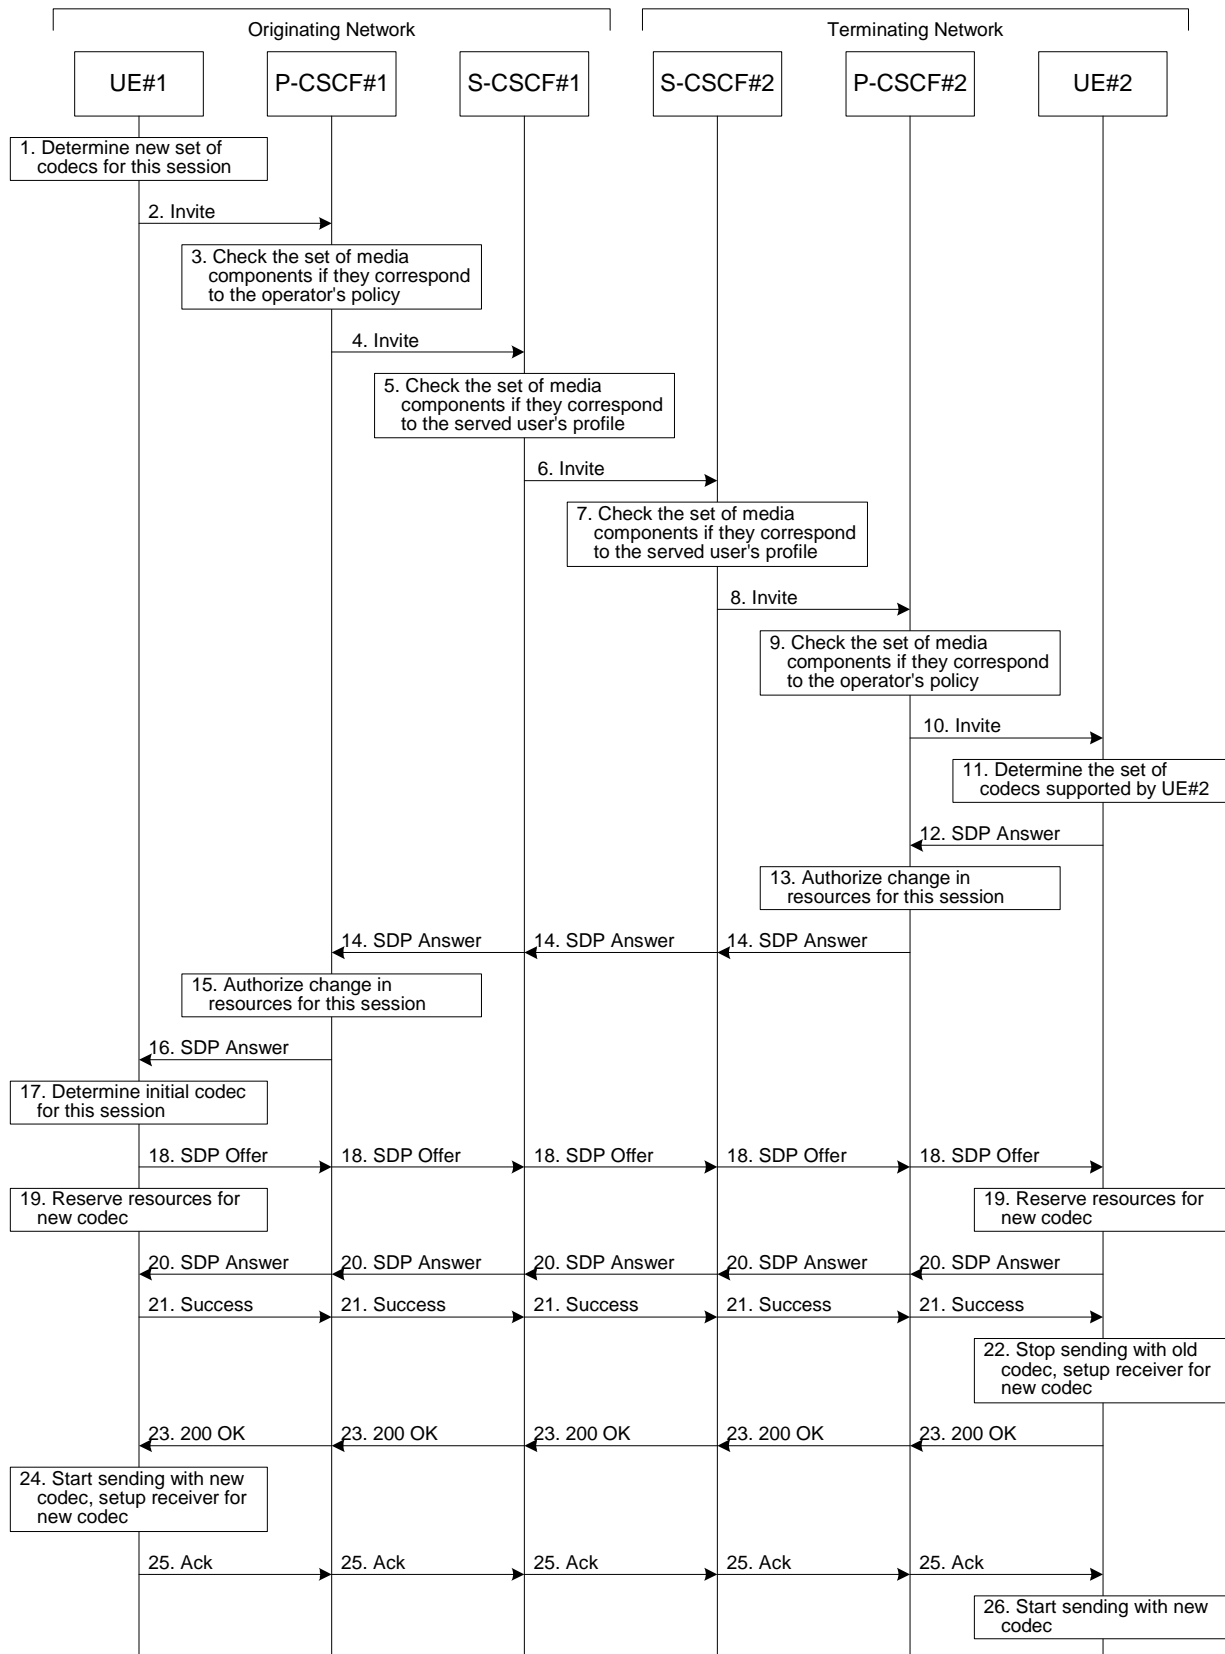 Originating Network
Terminating Network
UE#1
P-CSCF#1
S-CSCF#1
S-CSCF#2
P-CSCF#2
UE#2
1. Determine new set of
codecs for this session
2. Invite
3. Check the set of media
components if they correspond
to the operator's policy
4. Invite
5. Check the set of media
components if they correspond
to the served user's profile
6. Invite
7. Check the set of media
components if they correspond
to the served user's profile
8. Invite
9. Check the set of media
components if they correspond
to the operator's policy
10. Invite
11. Determine the set of
codecs supported by UE#2
12. SDP Answer
13. Authorize change in
resources for this session
14. SDP Answer
14. SDP Answer
14. SDP Answer
15. Authorize change in
resources for this session
16. SDP Answer
17. Determine initial codec
for this session
18. SDP Offer
18. SDP Offer
18. SDP Offer
18. SDP Offer
18. SDP Offer
19. Reserve resources for
new codec
19. Reserve resources for
new codec
20. SDP Answer
20. SDP Answer
20. SDP Answer
20. SDP Answer
20. SDP Answer
21. Success
21. Success
21. Success
21. Success
21. Success
22. Stop sending with old
codec, setup receiver for
new codec
23. 200 OK
23. 200 OK
23. 200 OK
23. 200 OK
23. 200 OK
24. Start sending with new
codec, setup receiver for
new codec
25. Ack
25. Ack
25. Ack
25. Ack
25. Ack
26. Start sending with new
codec